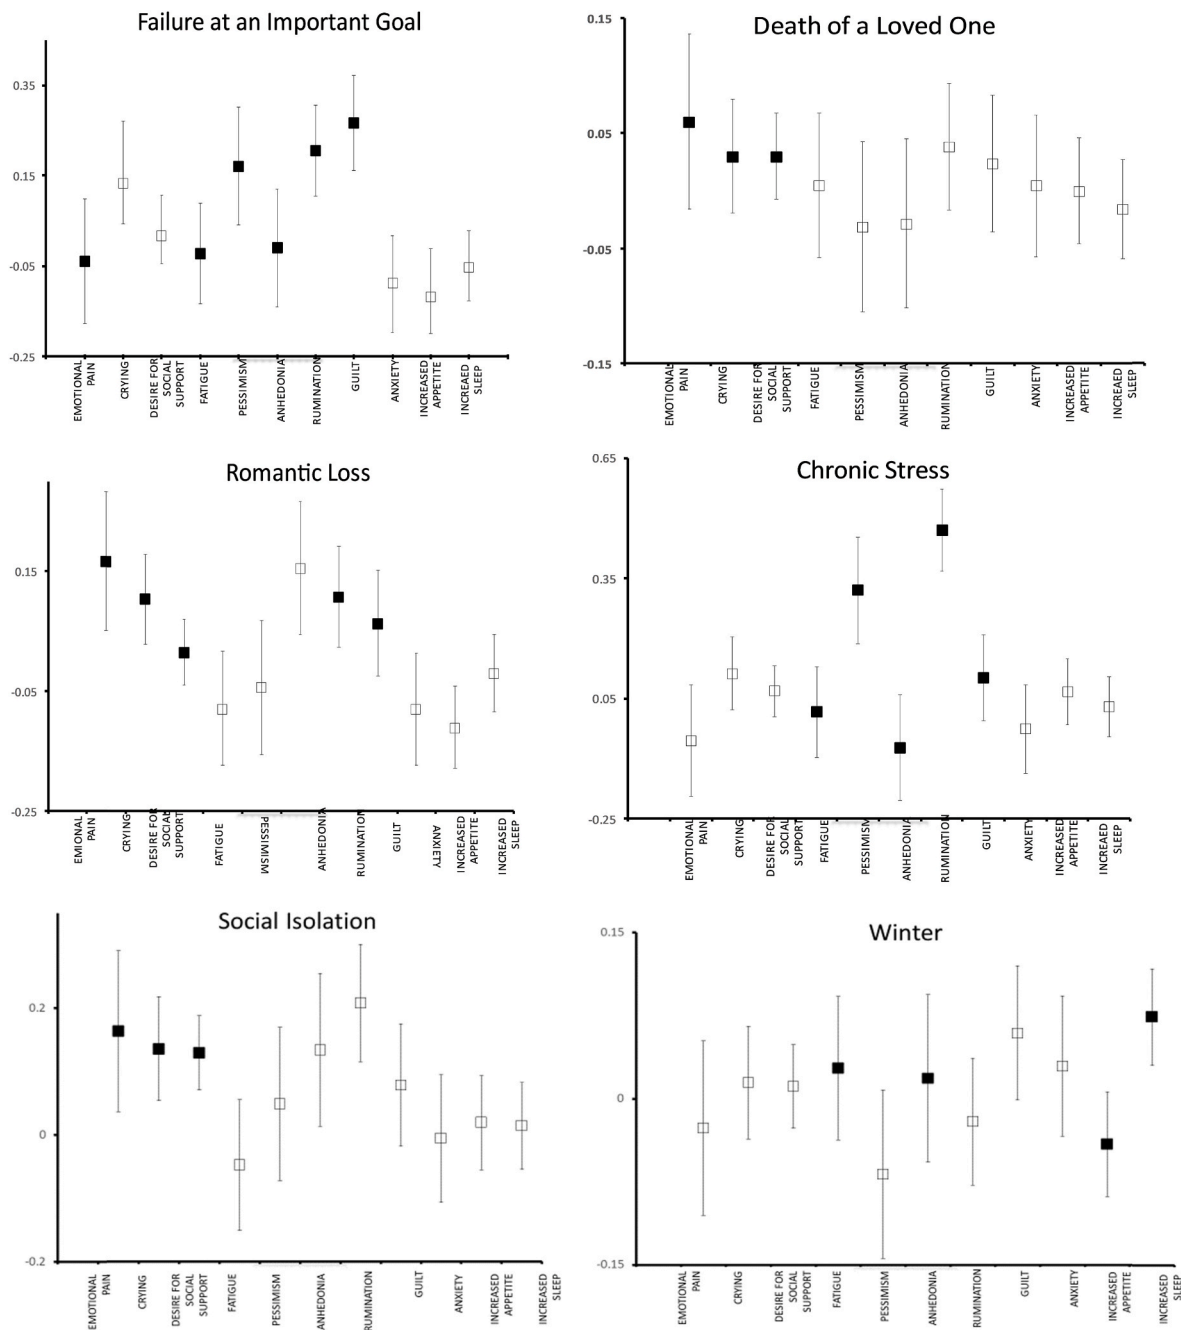 Failure at an Important Goal
0.35
0.15
-0.05
-0.25
EMOTIONAL
PAIN
CRYING
DESIRE FOR
SOCIAL
SUPPORT
FATIGUE
PESSIMISM
ANHEDONIA
RUMINATION
GUILT
ANXIETY
INCREASED
APPETITE
INCREAED
SLEEP
Death of a Loved One
0.15
0.05
-0.05
-0.15
EMOTIONAL
PAIN
CRYING
DESIRE FOR
SOCIAL
SUPPORT
FATIGUE
PESSIMISM
ANHEDONIA
RUMINATION
GUILT
ANXIETY
INCREASED
APPETITE
INCREAED
SLEEP
Romantic Loss
0.15
-0.05
-0.25
EMIONAL
PAIN
CRYING
DESIRE FOR
SOCIAL
SUPPORT
FATIGUE
PESSIMISM
ANHEDONIA
RUMINATION
GUILT
ANXIETY
INCREASED
APPETITE
INCREASED
SLEEP
Chronic Stress
0.65
0.35
0.05
-0.25
EMOTIONAL
PAIN
CRYING
DESIRE FOR
SOCIAL
SUPPORT
FATIGUE
PESSIMISM
ANHEDONIA
RUMINATION
GUILT
ANXIETY
INCREASED
APPETITE
INCREAED
SLEEP
Social Isolation
0.2
0
-0.2
EMOTIONAL
PAIN
CRYING
DESIRE FOR
SOCIAL
SUPPORT
FATIGUE
PESSIMISM
ANHEDONIA
RUMINATION
GUILT
ANXIETY
INCREASED
APPETITE
INCREASED
SLEEP
Winter
0.15
0
-0.15
EMOTIONAL
PAIN
CRYING
DESIRE FOR
SOCIAL
SUPPORT
FATIGUE
PESSIMISM
ANHEDONIA
RUMINATION
GUILT
ANXIETY
INCREASED
APPETITE
INCREASED
SLEEP